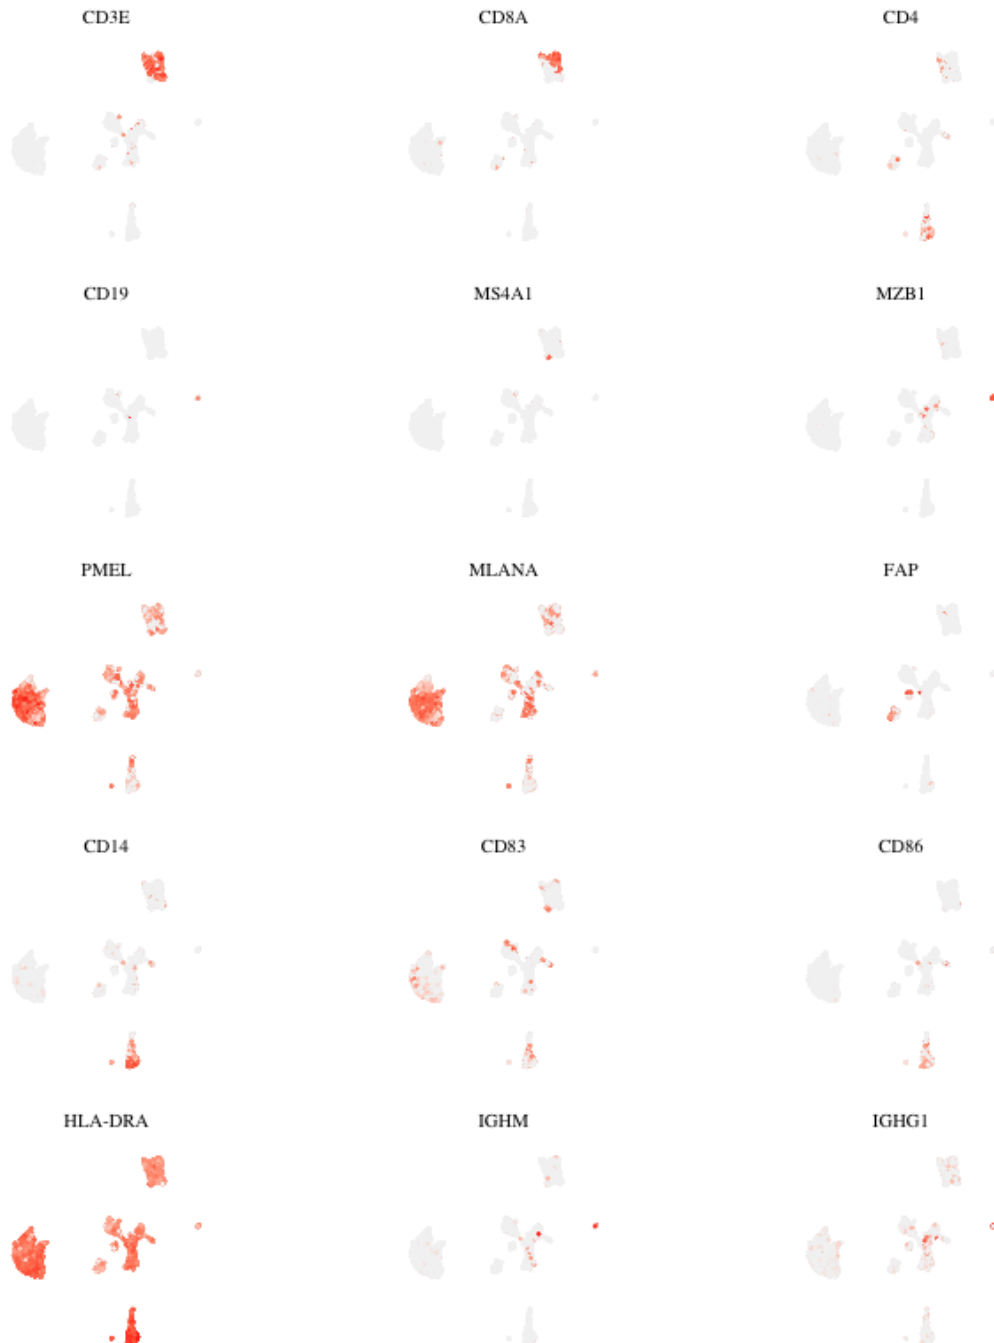 CD3E CD8A CD4
CD19 MS4A1 MZB1
PMEL MLANA FAP
CD14 CD83 CD86
HLA-DRA IGHM IGHG1